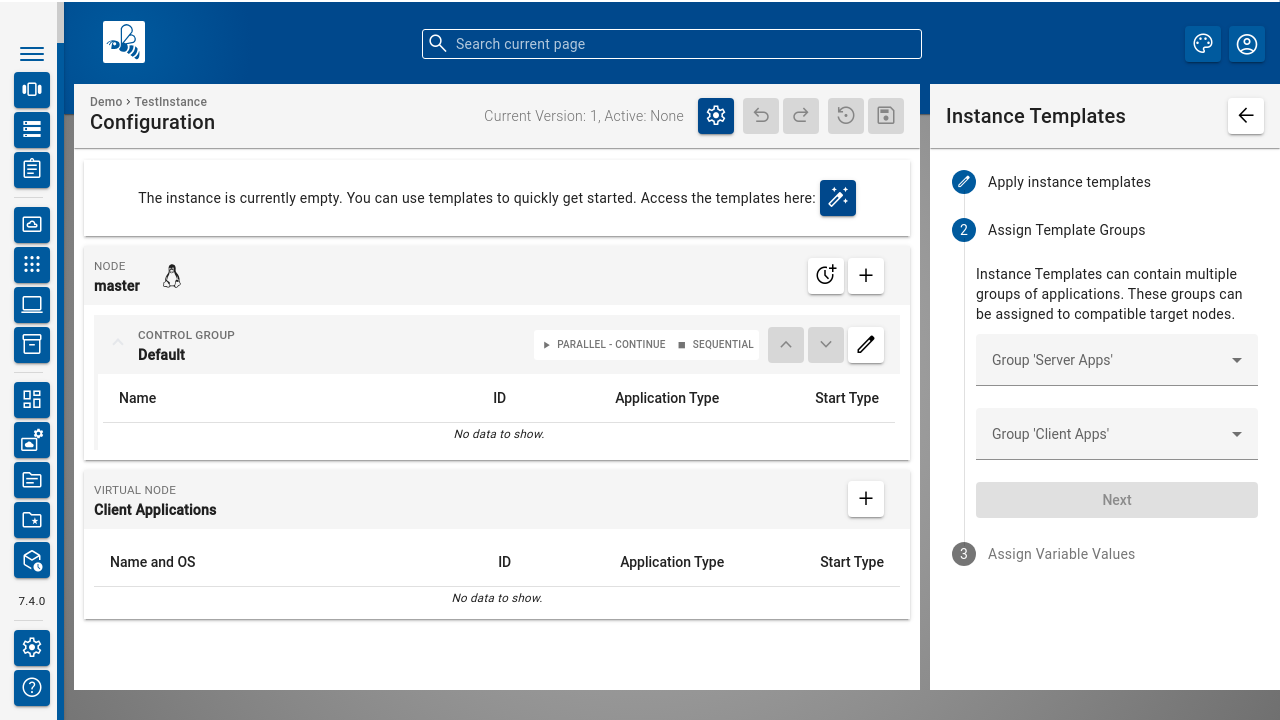 Search current page
Demo › TestInstance
Configuration
Current Version: 1, Active: None
The instance is currently empty. You can use templates to quickly get started. Access the templates here:
NODE
master
CONTROL GROUP
Default
PARALLEL - CONTINUE
SEQUENTIAL
Name
ID
Application Type
Start Type
No data to show.
VIRTUAL NODE
Client Applications
Name and OS
ID
Application Type
Start Type
No data to show.
7.4.0
Instance Templates
Apply instance templates
2
Assign Template Groups
Instance Templates can contain multiple
groups of applications. These groups can
be assigned to compatible target nodes.
Group 'Server Apps'
Group 'Client Apps'
Next
3
Assign Variable Values